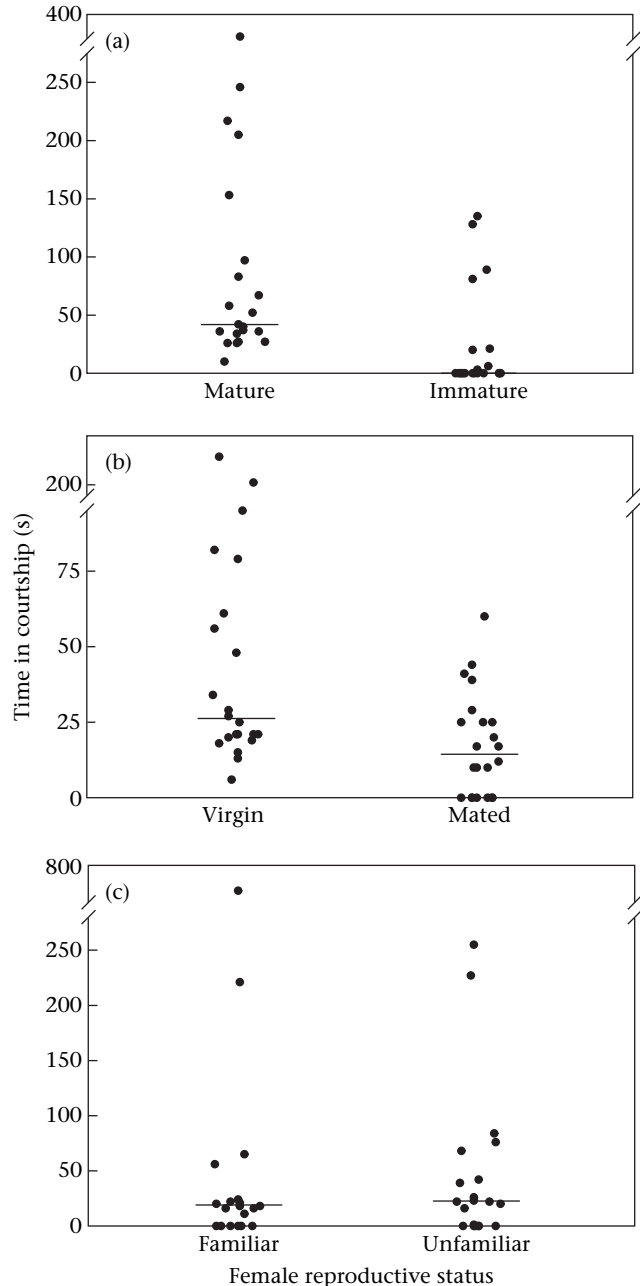 400
(a)
250
200
150
100
50
0
Mature Immature
(b)
200
75
50
25
0
Virgin Mated
800
(c)
250
200
150
100
50
0
Familiar Unfamiliar
Time in courtship (s)
Female reproductive status